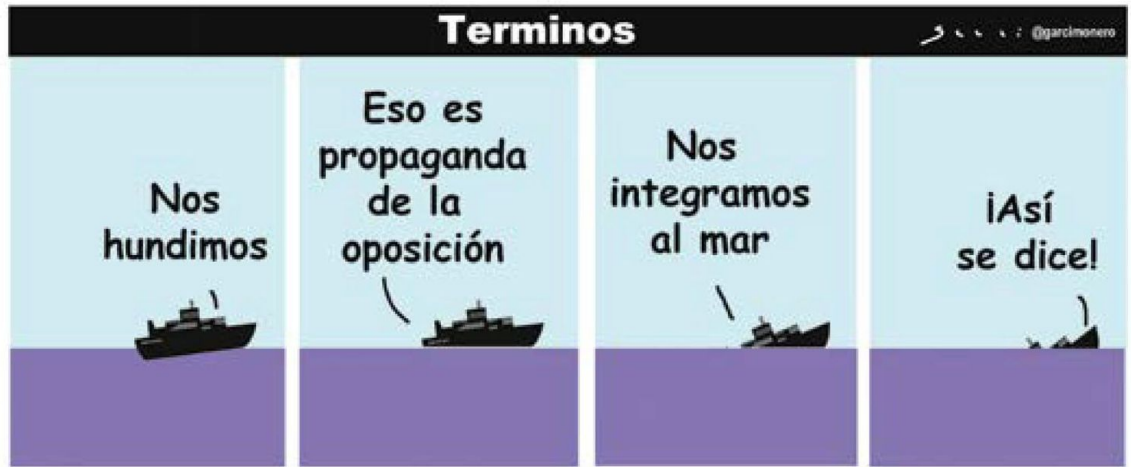 Terminos
@garcimonero
Nos
hundimos
Eso es
propaganda
de la
oposición
Nos
integramos
al mar
¡Así
se dice!